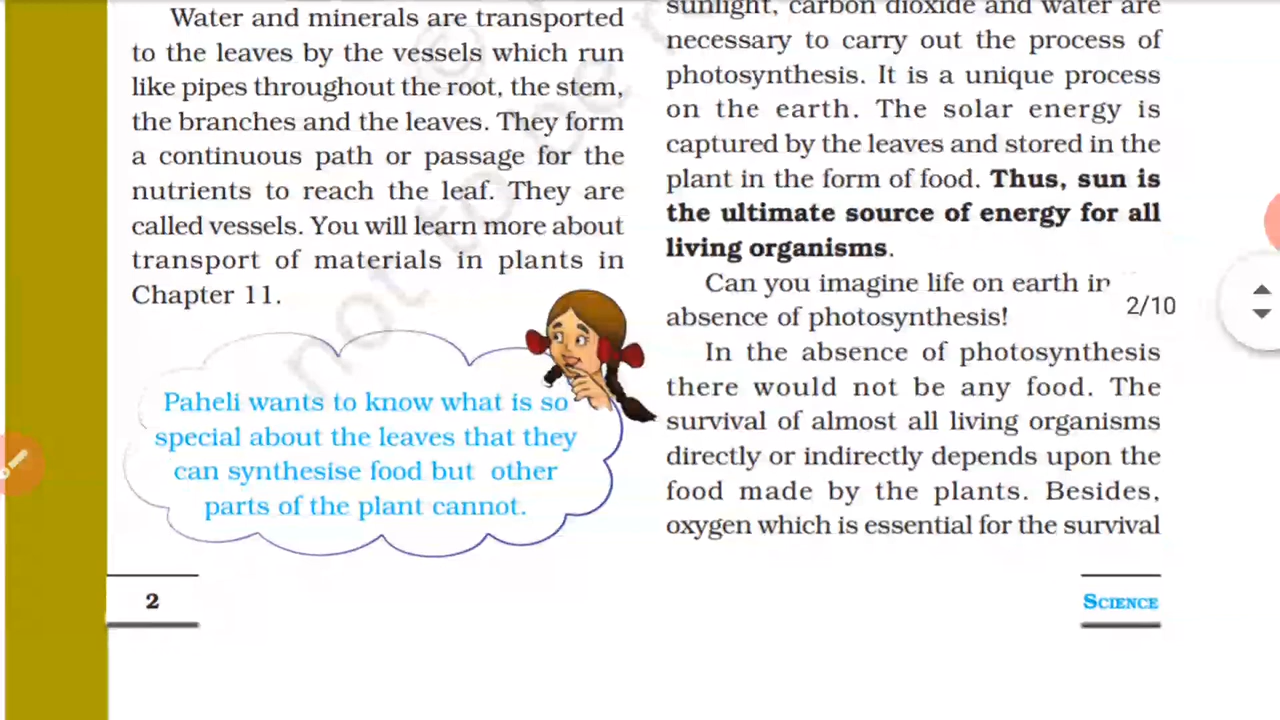 Water and minerals are transported
to the leaves by the vessels which run
like pipes throughout the root, the stem,
the branches and the leaves. They form
a continuous path or passage for the
nutrients to reach the leaf. They are
called vessels. You will learn more about
transport of materials in plants in
Chapter 11.
Paheli wants to know what is so
special about the leaves that they
can synthesise food but other
parts of the plant cannot.
2
sunlight, carbon dioxide and water are
necessary to carry out the process of
photosynthesis. It is a unique process
on the earth. The solar energy is
captured by the leaves and stored in the
plant in the form of food. Thus, sun is
the ultimate source of energy for all
living organisms.
Can you imagine life on earth in
absence of photosynthesis!
In the absence of photosynthesis
there would not be any food. The
survival of almost all living organisms
directly or indirectly depends upon the
food made by the plants. Besides,
oxygen which is essential for the survival
SCIENCE
2/10
not to be